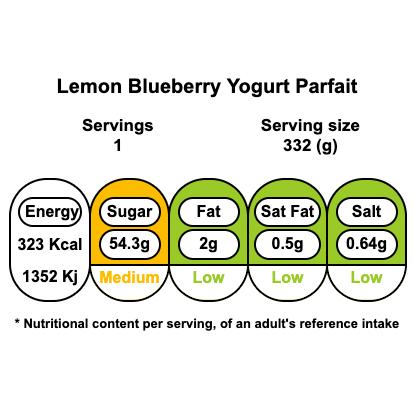 Lemon Blueberry Yogurt Parfait
Servings Serving size
1 332 (g)
Energy Sugar Fat Sat Fat Salt
323 Kcal 54.3g 2g 0.5g 0.64g
1352 Kj Medium Low Low Low
* Nutritional content per serving, of an adult's reference intake